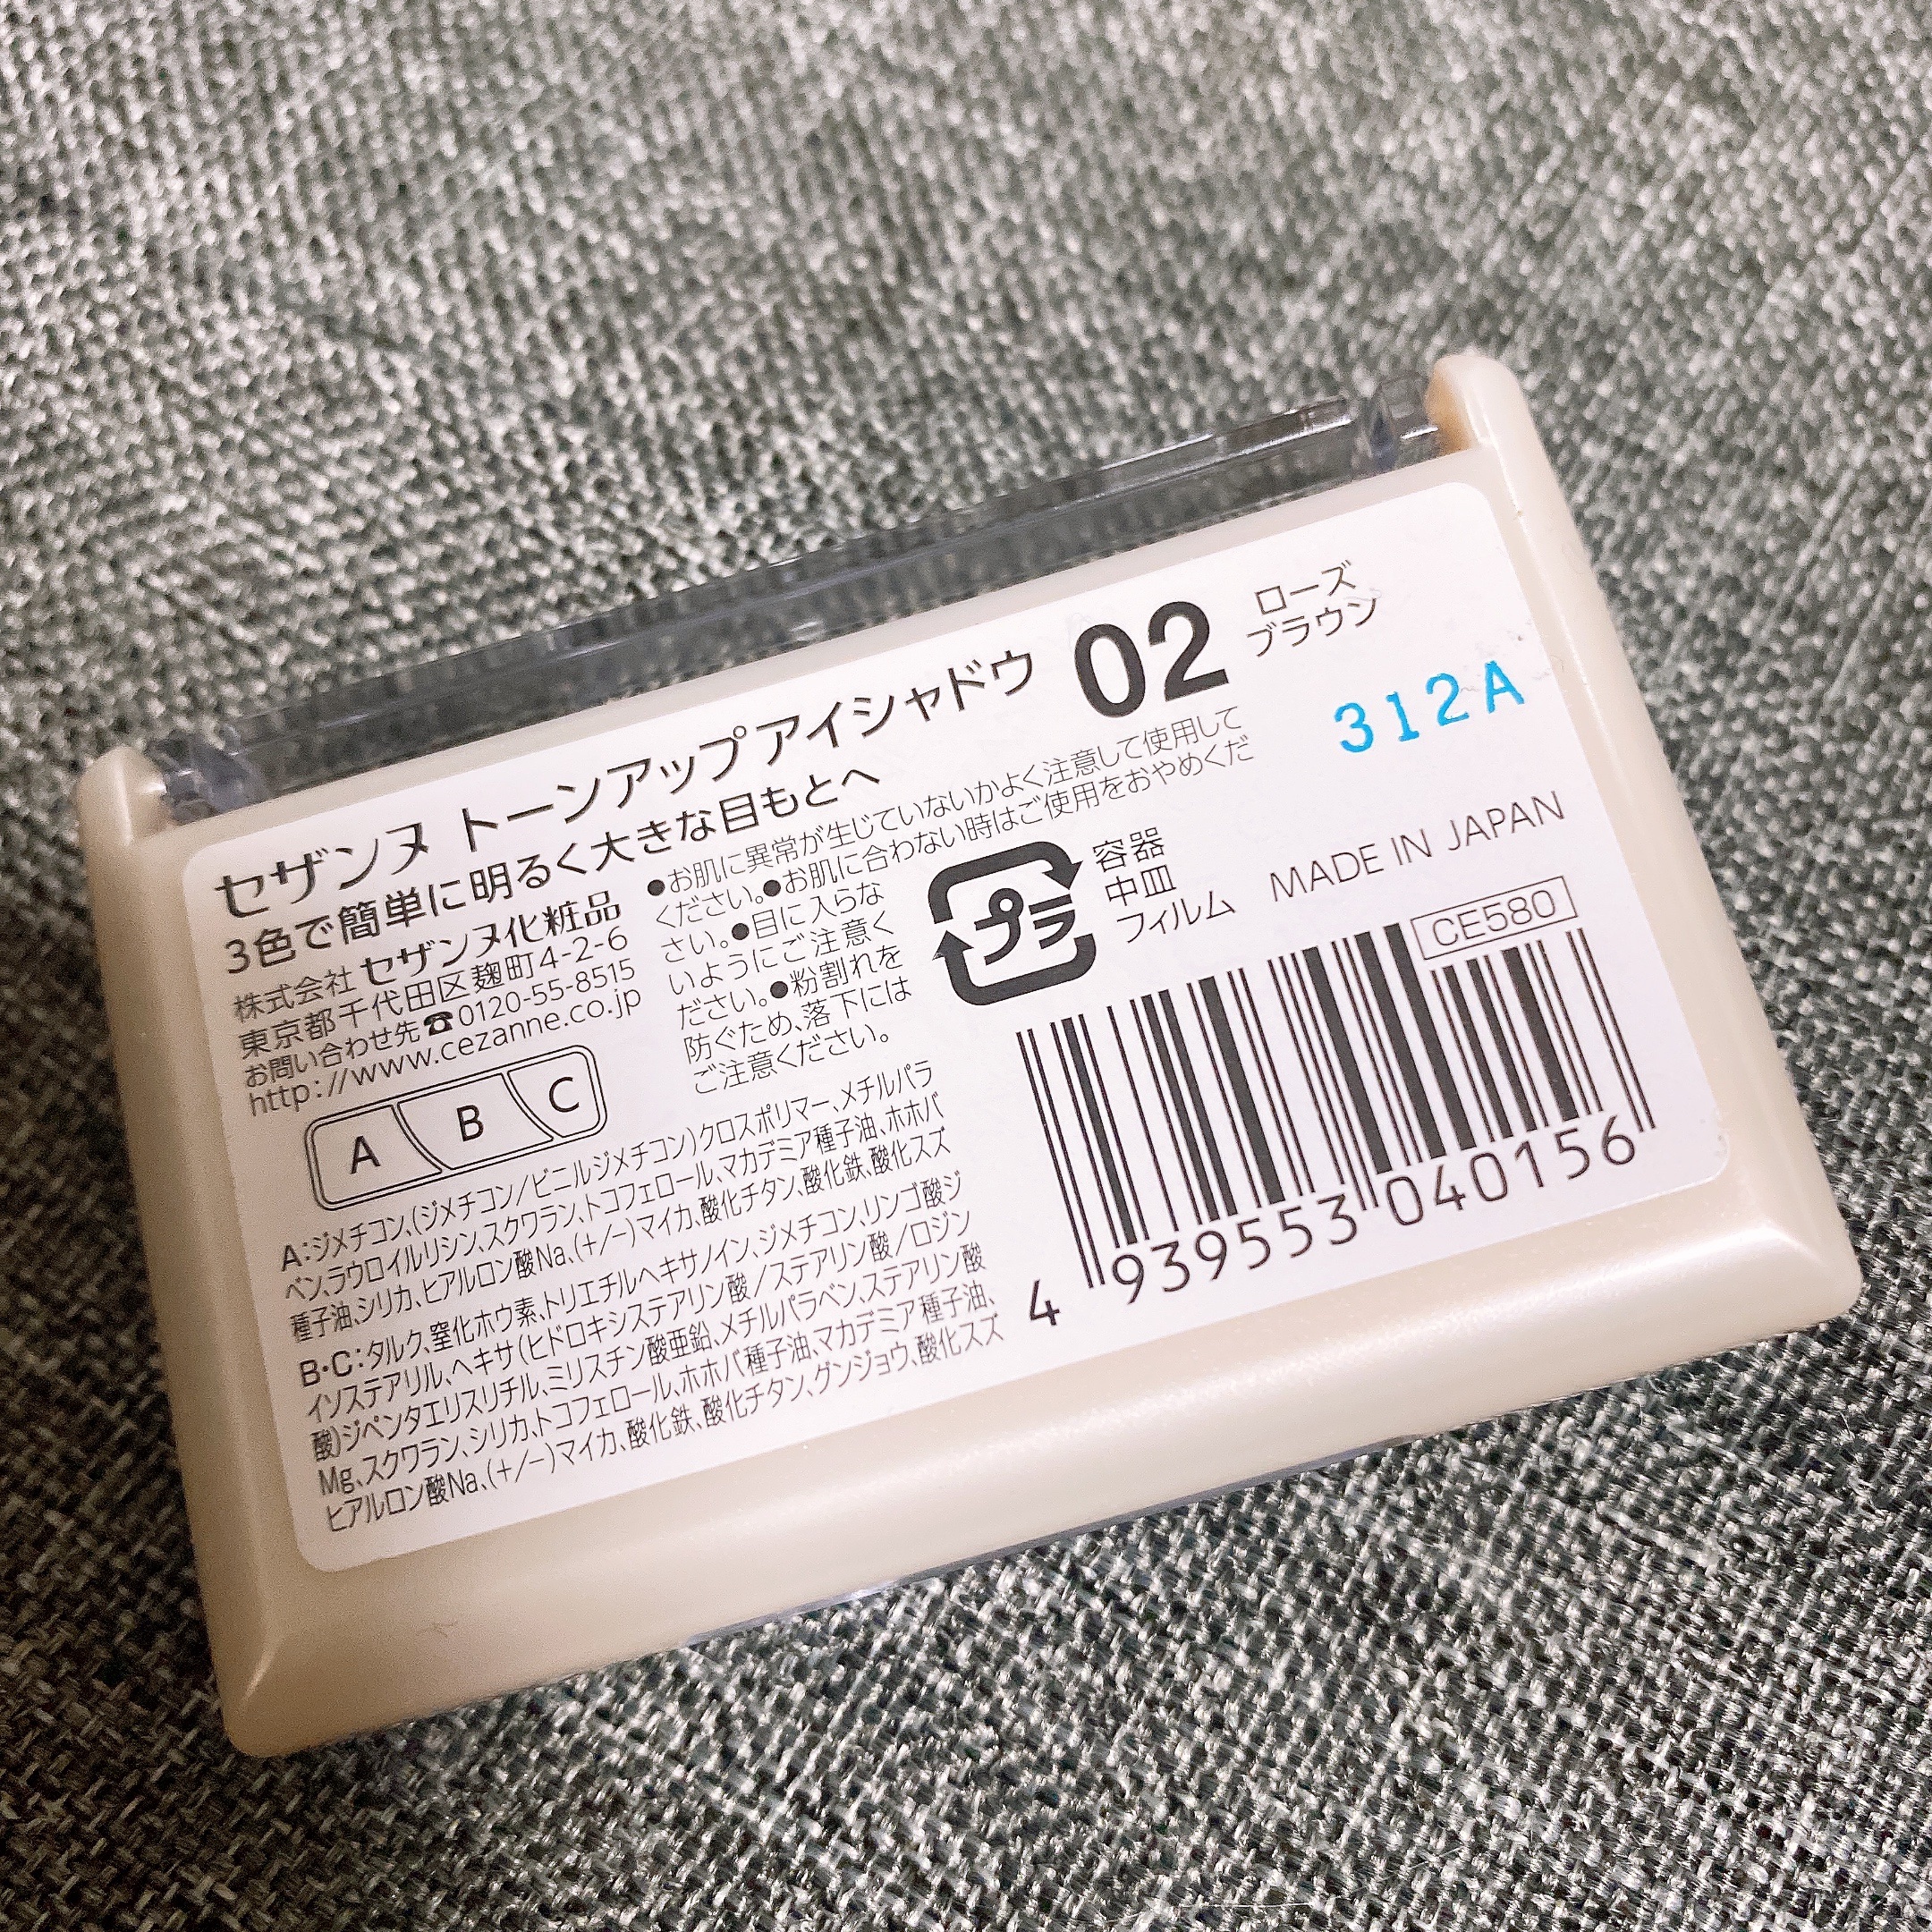 セザンヌ トーンアップアイシャドウ 02 ローズ
ブラウン
3色で簡単に明るく大きな目もとへ
312A
株式会社 セザンヌ化粧品
東京都千代田区麹町4-2-6
お問い合わせ先☎0120-55-8515
http://www.cezanne.co.jp
●お肌に異常が生じていないかよく注意して使用して
ください。●お肌に合わない時はご使用をおやめくだ
さい。●目に入らな
いようにご注意く
ださい。●粉割れを
防ぐため、落下には
ご注意ください。
プラ
容器
中皿
フィルム
MADE IN JAPAN
CE580
A B C
A:ジメチコン、(ジメチコン/ビニルジメチコン)クロスポリマー、メチルパラ
ベン、ラウロイルリシン、スクワラン、トコフェロール、マカデミア種子油、ホホバ
種子油、シリカ、ヒアルロン酸Na、(+/−)マイカ、酸化チタン、酸化鉄、酸化スズ
B・C:タルク、窒化ホウ素、トリエチルヘキサノイン、ジメチコン、リンゴ酸ジ
イソステアリル、ヘキサ(ヒドロキシステアリン酸/ステアリン酸/ロジン
酸)ジペンタエリスリチル、ミリスチン酸亜鉛、メチルパラベン、ステアリン酸
Mg、スクワラン、シリカ、トコフェロール、ホホバ種子油、マカデミア種子油、
ヒアルロン酸Na、(+/−)マイカ、酸化鉄、酸化チタン、グンジョウ、酸化スズ
4 939553 040156